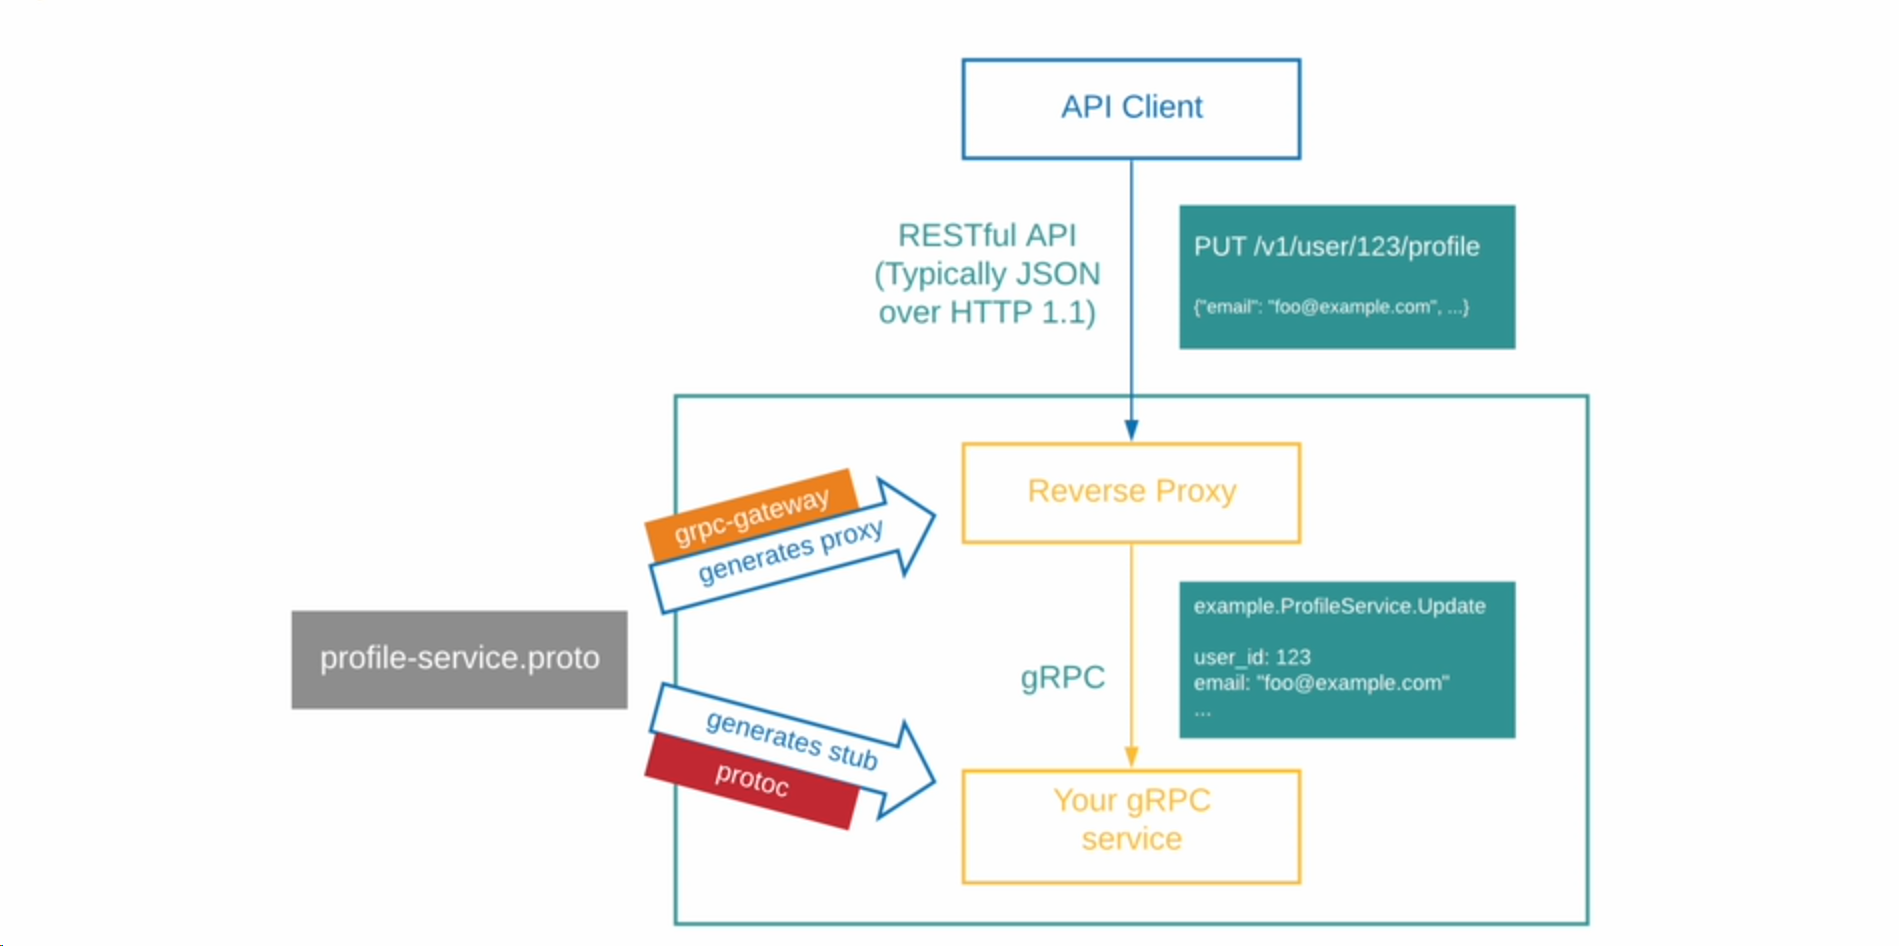 API Client
RESTful API
(Typically JSON
over HTTP 1.1)
PUT /v1/user/123/profile
{"email": "foo@example.com", ...}
Reverse Proxy
grpc-gateway
generates proxy
profile-service.proto
generates stub
protoc
gRPC
example.ProfileService.Update
user_id: 123
email: "foo@example.com"
...
Your gRPC
service